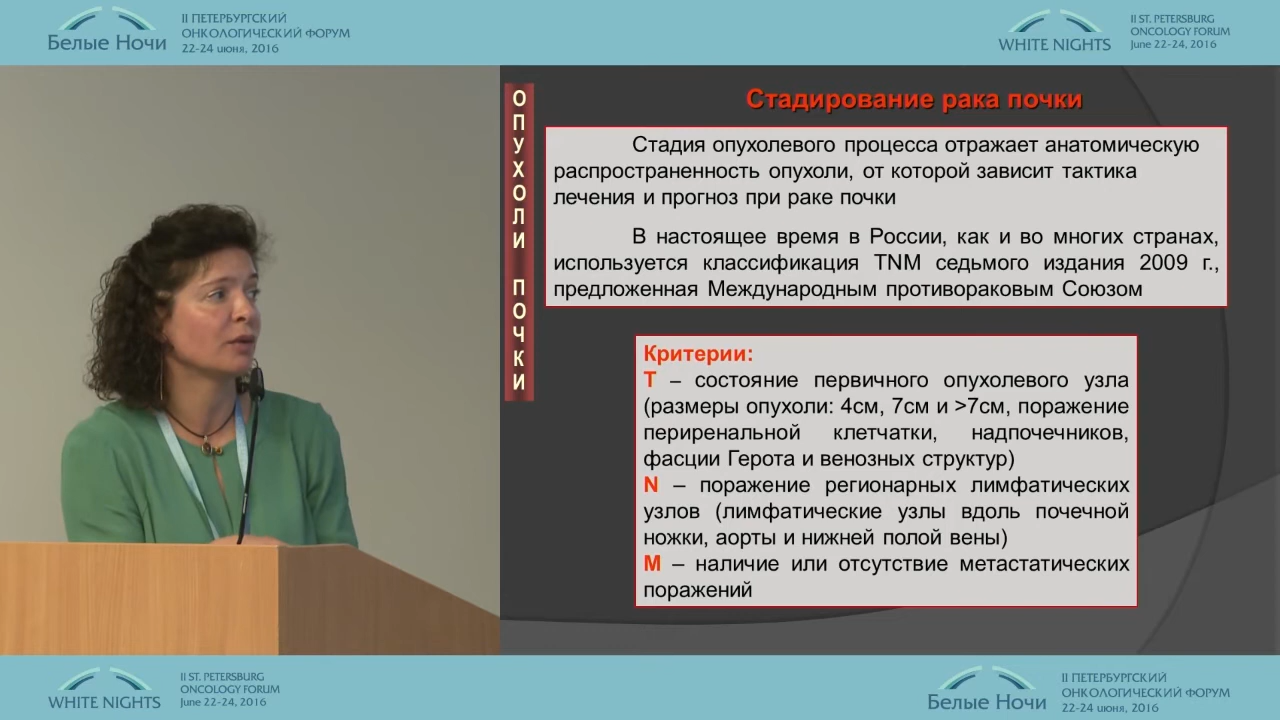 Белые Ночи
II ПЕТЕРБУРГСКИЙ
ОНКОЛОГИЧЕСКИЙ ФОРУМ
22-24 июня, 2016
WHITE NIGHTS
II ST. PETERSBURG
ONCOLOGY FORUM
June 22-24, 2016
ОПУХОЛИ ПОЧКИ
Стадирование рака почки
Стадия опухолевого процесса отражает анатомическую
распространенность опухоли, от которой зависит тактика
лечения и прогноз при раке почки
В настоящее время в России, как и во многих странах,
используется классификация TNM седьмого издания 2009 г.,
предложенная Международным противораковым Союзом
Критерии:
T – состояние первичного опухолевого узла
(размеры опухоли: 4см, 7см и >7см, поражение
периренальной клетчатки, надпочечников,
фасции Герота и венозных структур)
N – поражение регионарных лимфатических
узлов (лимфатические узлы вдоль почечной
ножки, аорты и нижней полой вены)
M – наличие или отсутствие метастатических
поражений
WHITE NIGHTS
II ST. PETERSBURG
ONCOLOGY FORUM
June 22-24, 2016
Белые Ночи
II ПЕТЕРБУРГСКИЙ
ОНКОЛОГИЧЕСКИЙ ФОРУМ
22-24 июня, 2016